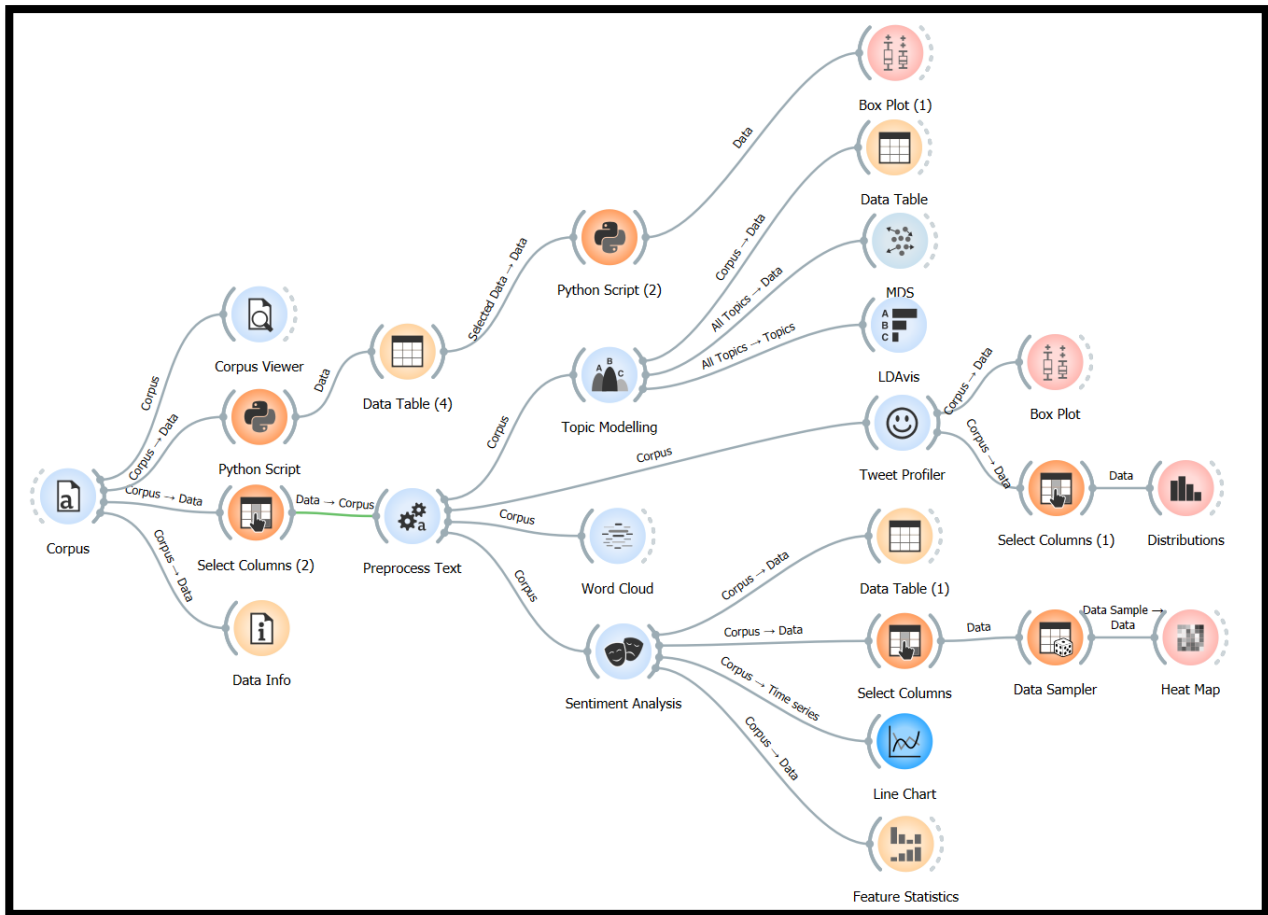 Box Plot (1)
Data
Data Table
Corpus → Data
Python Script (2)
Selected Data → Data
MDS
All Topics → Data
Corpus Viewer
Corpus
Data Table (4)
Data
LDAvis
All Topics → Topics
A
B
C
A B C
Topic Modelling
Corpus
Box Plot
Corpus → Data
Python Script
Corpus → Data
Tweet Profiler
Corpus
a
Corpus
Select Columns (2)
Corpus → Data
Data → Corpus
a
Preprocess Text
Word Cloud
Corpus
Corpus → Data
Select Columns (1)
Data
Distributions
Data Info
Corpus → Data
Data Table (1)
Corpus → Data
Sentiment Analysis
Corpus
Select Columns
Corpus → Data
Data
Data Sampler
Data Sample →
Data
Heat Map
Line Chart
Corpus → Time series
Feature Statistics
Corpus → Data